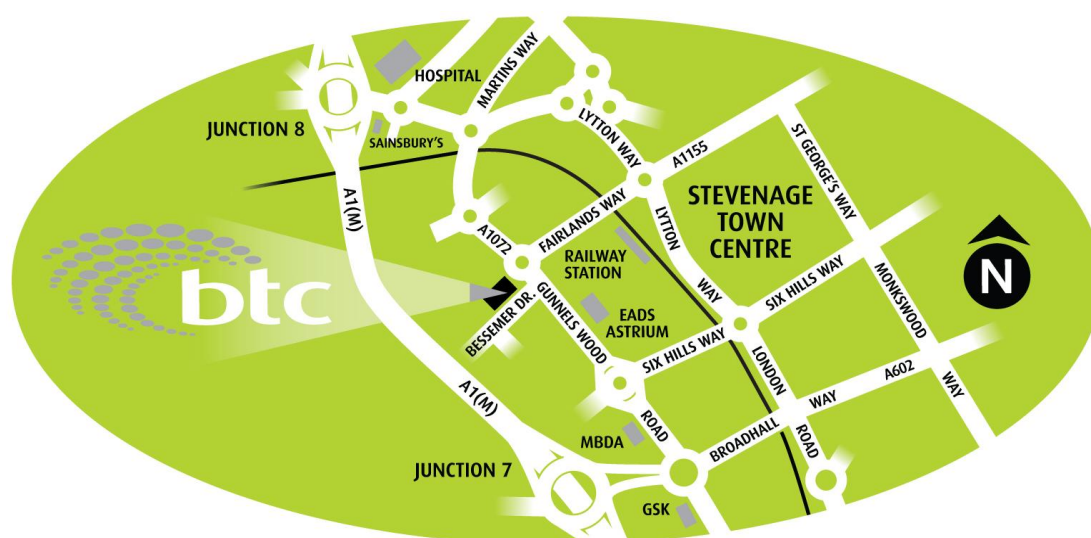 HOSPITAL
MARTINS WAY
JUNCTION 8
SAINSBURY'S
LYTTON WAY
A1155
ST GEORGE'S WAY
A1(M)
STEVENAGE
TOWN
CENTRE
A1072
FAIRLANDS WAY
LYTTON
WAY
RAILWAY
STATION
btc
BESSEMER DR.
GUNNELS WOOD
ROAD
EADS
ASTRIUM
SIX HILLS WAY
SIX HILLS WAY
MONKSWOOD
WAY
N
LONDON
ROAD
A602
A1(M)
MBDA
BROADHALL
WAY
JUNCTION 7
GSK